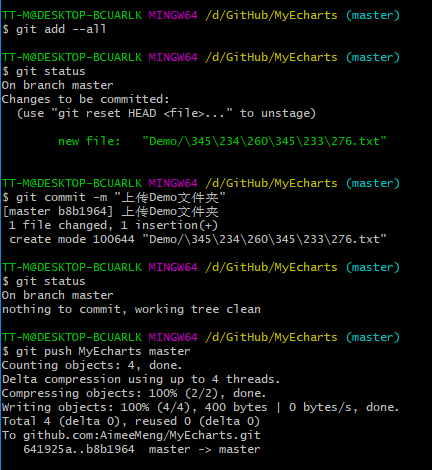 TT-M@DESKTOP-BCUARLK MINGW64 /d/GitHub/MyEcharts (master)
$ git add --all
TT-M@DESKTOP-BCUARLK MINGW64 /d/GitHub/MyEcharts (master)
$ git status
On branch master
Changes to be committed:
(use "git reset HEAD <file>..." to unstage)
new file: "Demo/\345\234\260\345\233\276.txt"
TT-M@DESKTOP-BCUARLK MINGW64 /d/GitHub/MyEcharts (master)
$ git commit -m "上传Demo文件夹"
[master b8b1964] 上传Demo文件夹
1 file changed, 1 insertion(+)
create mode 100644 "Demo/\345\234\260\345\233\276.txt"
TT-M@DESKTOP-BCUARLK MINGW64 /d/GitHub/MyEcharts (master)
$ git status
On branch master
nothing to commit, working tree clean
TT-M@DESKTOP-BCUARLK MINGW64 /d/GitHub/MyEcharts (master)
$ git push MyEcharts master
Counting objects: 4, done.
Delta compression using up to 4 threads.
Compressing objects: 100% (2/2), done.
Writing objects: 100% (4/4), 400 bytes | 0 bytes/s, done.
Total 4 (delta 0), reused 0 (delta 0)
To github.com:AimeeMeng/MyEcharts.git
641925a..b8b1964 master -> master